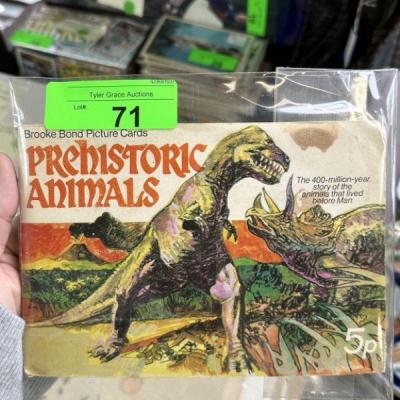 Tyler Grace Auctions
Lot#
71
Brooke Bond Picture Cards
PREHISTORIC
ANIMALS
The 400-million-year
story of the
animals that lived
before Man
5p